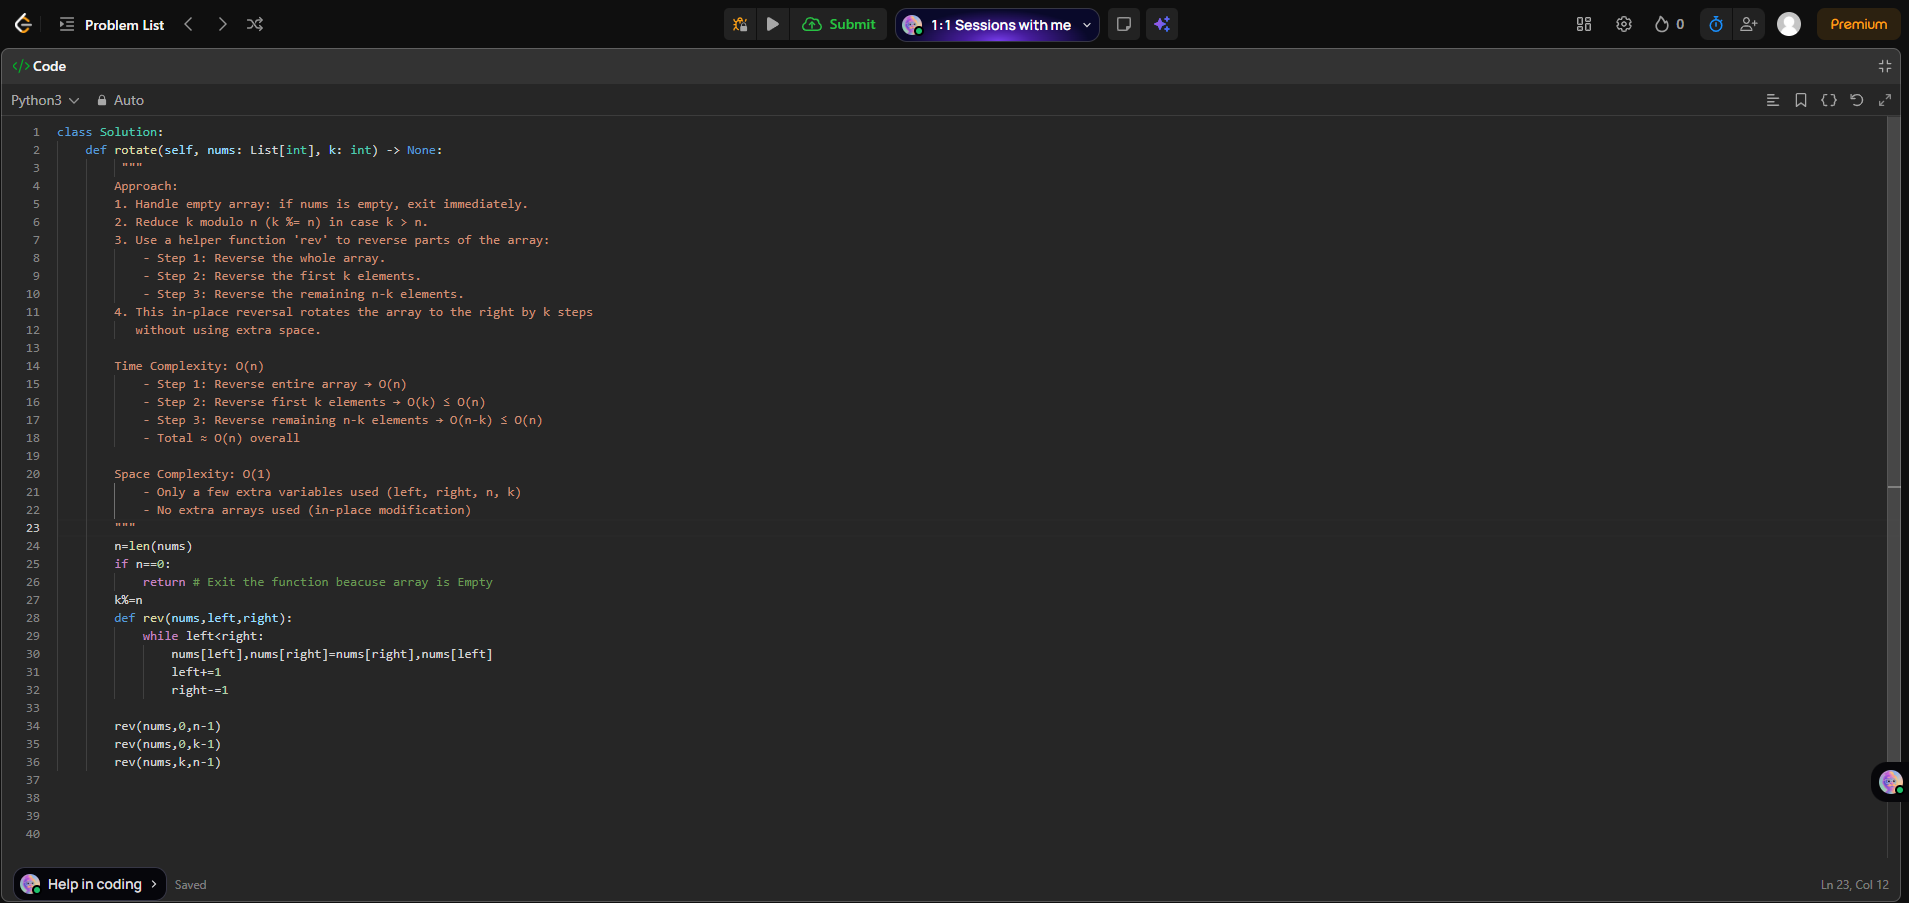 Problem List
Submit
1:1 Sessions with me
0
Premium
</> Code
Python3
Auto
1 class Solution:
2 def rotate(self, nums: List[int], k: int) -> None:
3 """
4 Approach:
5 1. Handle empty array: if nums is empty, exit immediately.
6 2. Reduce k modulo n (k %= n) in case k > n.
7 3. Use a helper function 'rev' to reverse parts of the array:
8 - Step 1: Reverse the whole array.
9 - Step 2: Reverse the first k elements.
10 - Step 3: Reverse the remaining n-k elements.
11 4. This in-place reversal rotates the array to the right by k steps
12 without using extra space.
13
14 Time Complexity: O(n)
15 - Step 1: Reverse entire array → O(n)
16 - Step 2: Reverse first k elements → O(k) ≤ O(n)
17 - Step 3: Reverse remaining n-k elements → O(n-k) ≤ O(n)
18 - Total ≈ O(n) overall
19
20 Space Complexity: O(1)
21 - Only a few extra variables used (left, right, n, k)
22 - No extra arrays used (in-place modification)
23 """
24 n=len(nums)
25 if n==0:
26 return # Exit the function beacuse array is Empty
27 k%=n
28 def rev(nums,left,right):
29 while left<right:
30 nums[left],nums[right]=nums[right],nums[left]
31 left+=1
32 right-=1
33
34 rev(nums,0,n-1)
35 rev(nums,0,k-1)
36 rev(nums,k,n-1)
37
38
39
40
Help in coding
Saved
Ln 23, Col 12